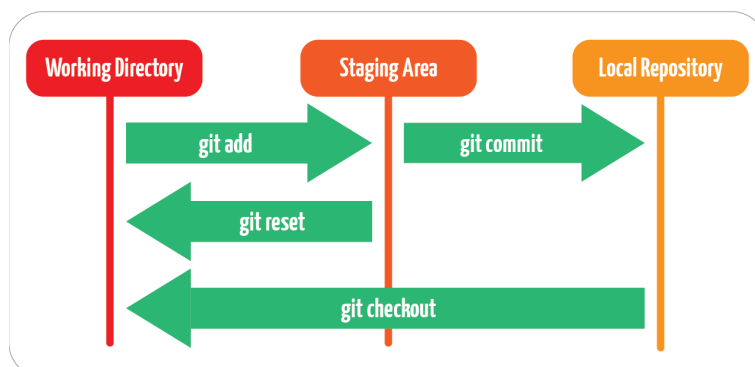 Working Directory
Staging Area
Local Repository
git add
git commit
git reset
git checkout